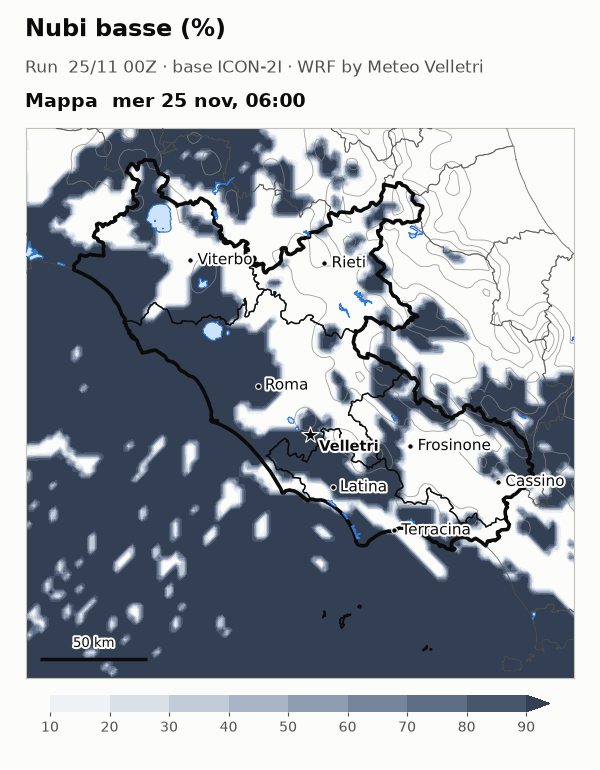 Nubi basse (%)
Run  25/11 00Z · base ICON-2I · WRF by Meteo Velletri
Mappa  mer 25 nov, 06:00
Viterbo
Rieti
Roma
Velletri
Frosinone
Cassino
Latina
Terracina
50 km
10 20 30 40 50 60 70 80 90